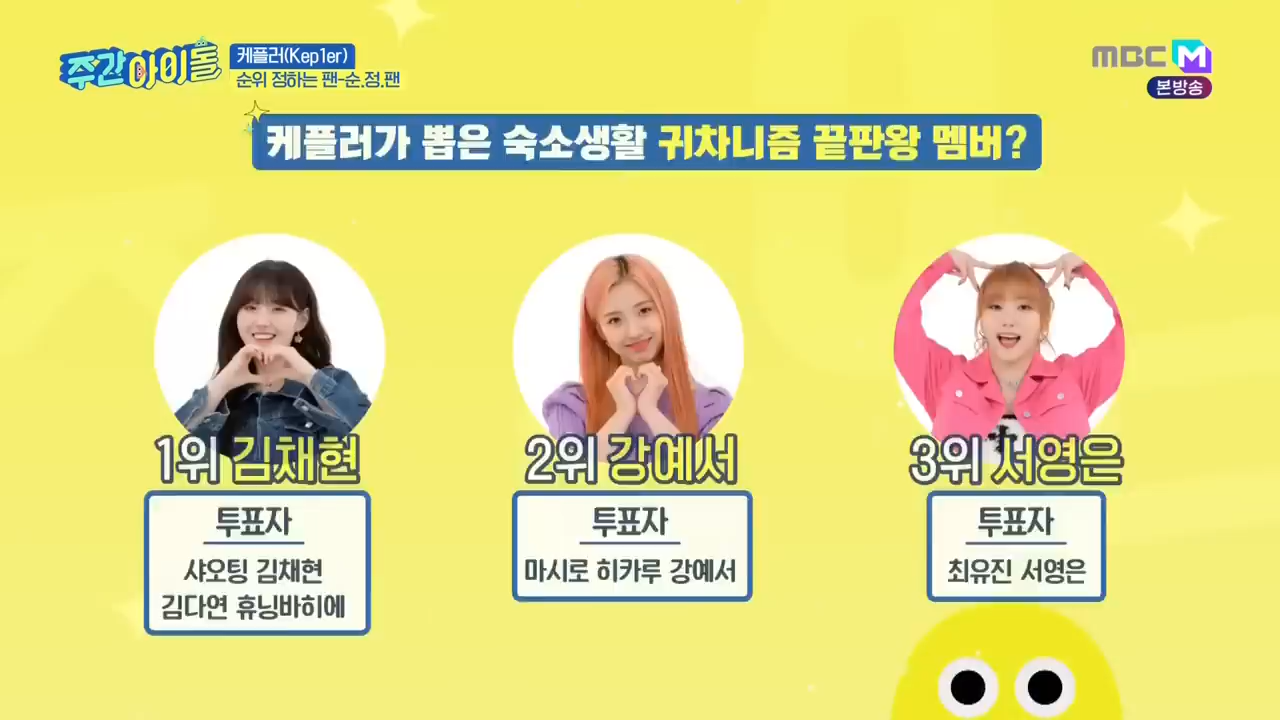 주간아이돌
케플러(Kep1er)
순위 정하는 팬-순.정.팬
MBC M
본방송
케플러가 뽑은 숙소생활 귀차니즘 끝판왕 멤버?
1위 김채현
투표자
샤오팅 김채현
김다연 휴닝바히에
2위 강예서
투표자
마시로 히카루 강예서
3위 서영은
투표자
최유진 서영은